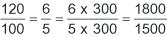 120/100 = 6/5 = 6 x 300/5 x 300 = 1800/1500